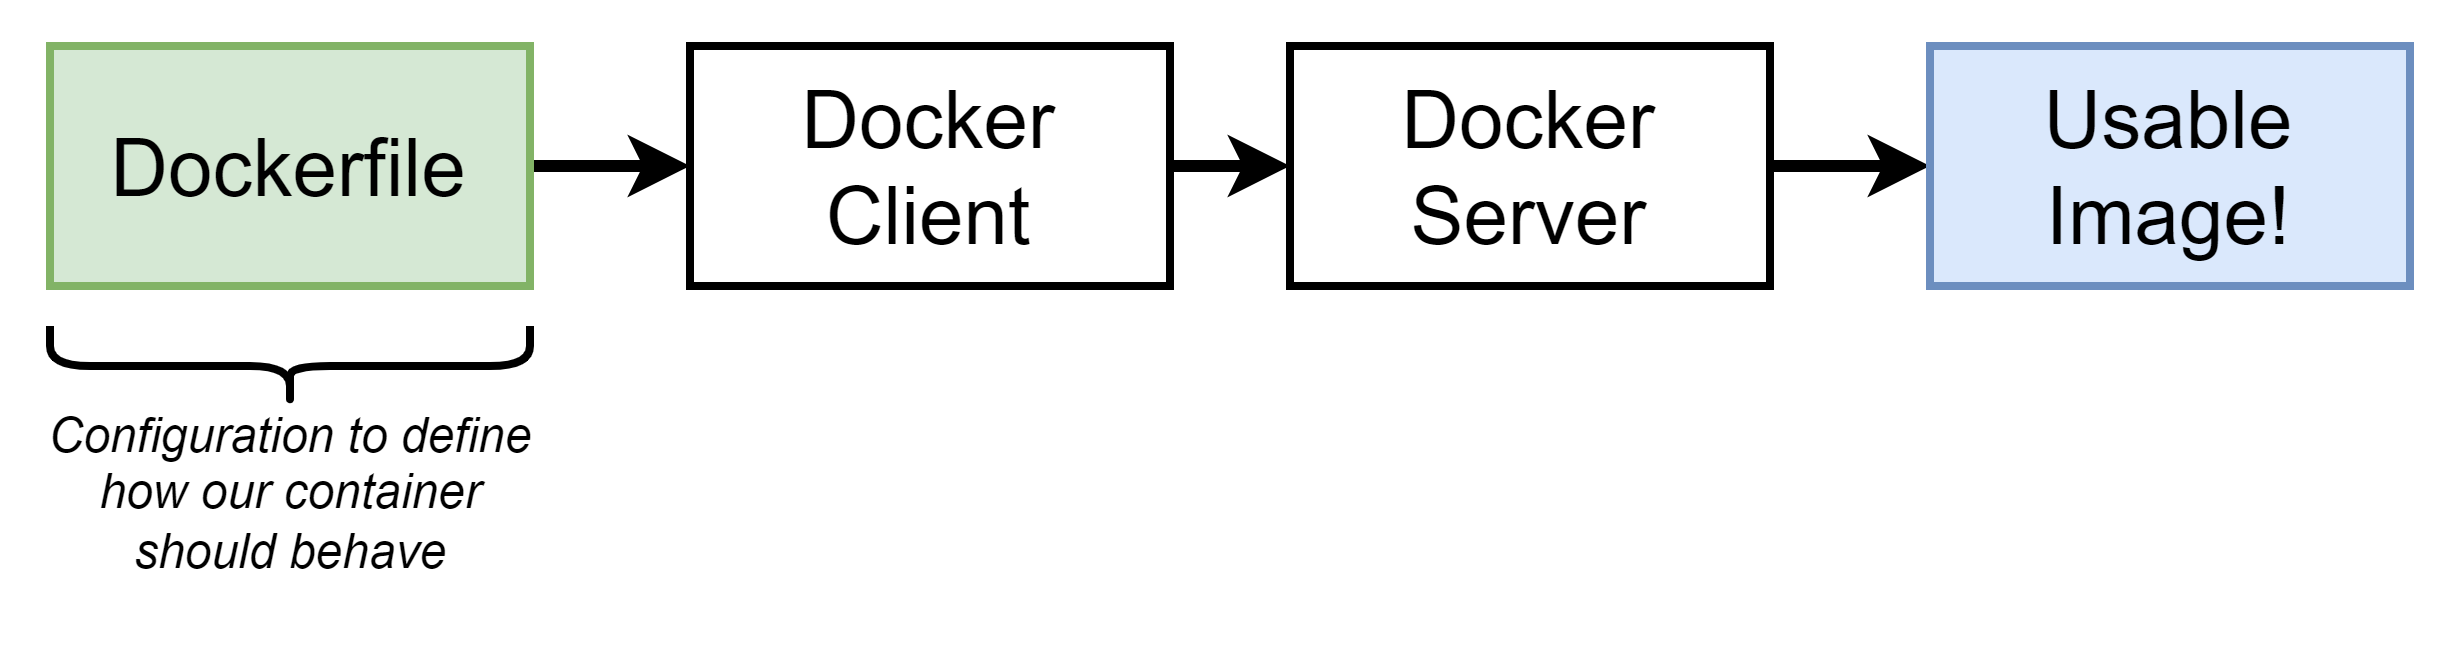 Dockerfile
Docker
Client
Docker
Server
Usable
Image!
Configuration to define
how our container
should behave